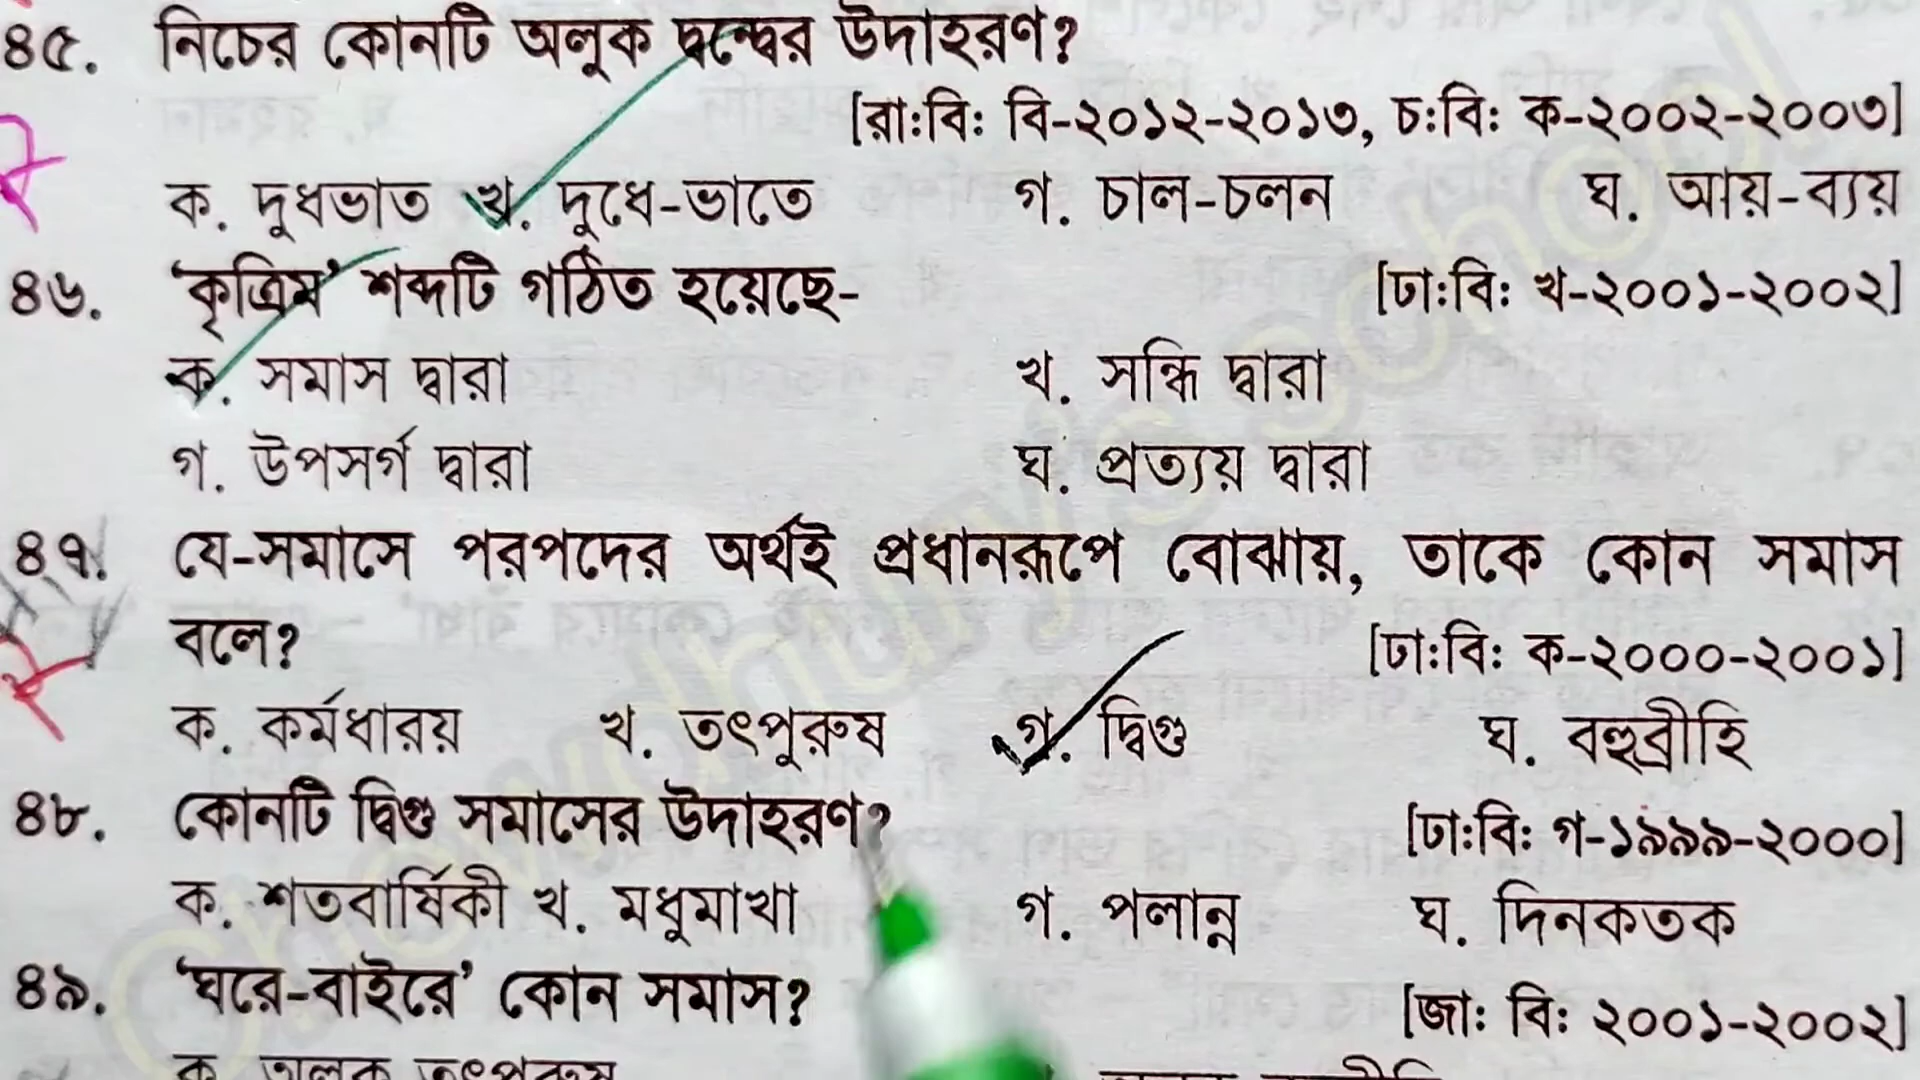 ৪৫. নিচের কোনটি অলুক দ্বন্দ্বের উদাহরণ?
[রা:বি: বি-২০১২-২০১৩, চ:বি: ক-২০০২-২০০৩]
ক. দুধভাত খ. দুধে-ভাতে গ. চাল-চলন ঘ. আয়-ব্যয়
৪৬. 'কৃত্রিম' শব্দটি গঠিত হয়েছে- [ঢা:বি: খ-২০০১-২০০২]
ক. সমাস দ্বারা খ. সন্ধি দ্বারা
গ. উপসর্গ দ্বারা ঘ. প্রত্যয় দ্বারা
৪৭. যে-সমাসে পরপদের অর্থই প্রধানরূপে বোঝায়, তাকে কোন সমাস
বলে? [ঢা:বি: ক-২০০০-২০০১]
ক. কর্মধারয় খ. তৎপুরুষ গ. দ্বিগু ঘ. বহুব্রীহি
৪৮. কোনটি দ্বিগু সমাসের উদাহরণ? [ঢা:বি: গ-১৯৯৯-২০০০]
ক. শতবার্ষিকী খ. মধুমাখা গ. পলান্ন ঘ. দিনকতক
৪৯. 'ঘরে-বাইরে' কোন সমাস? [জা: বি: ২০০১-২০০২]
Chowdhury's school